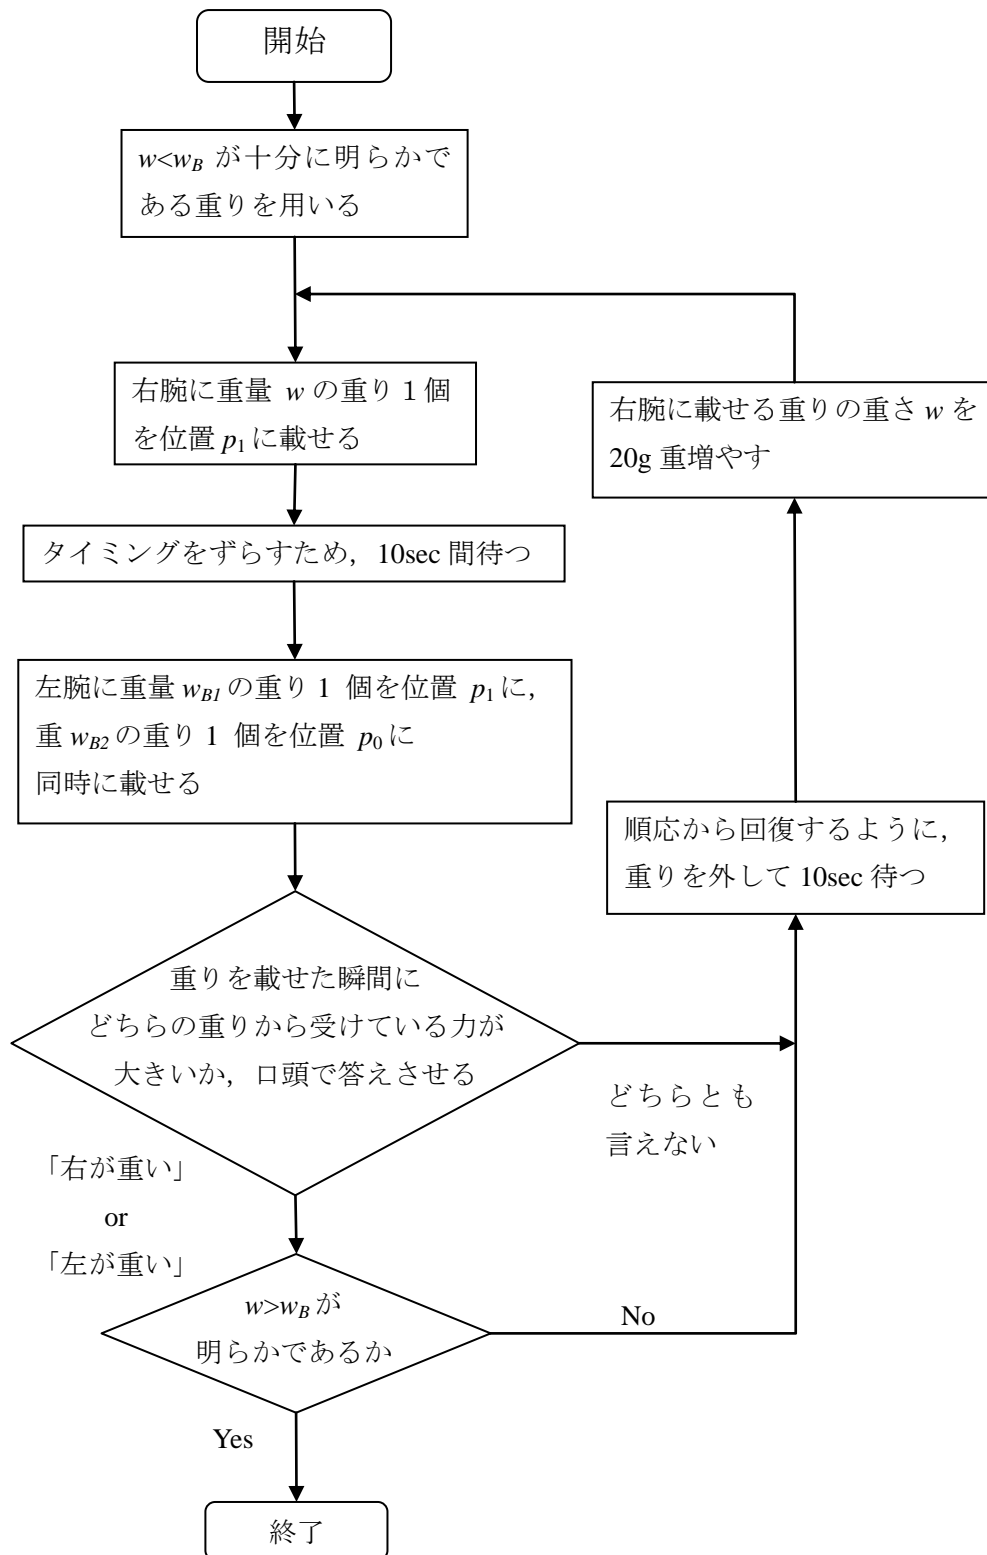 開始
w<wB が十分に明らかで
ある重りを用いる
右腕に重量 w の重り 1 個
を位置 p1 に載せる
右腕に載せる重りの重さ w を
20g 重増やす
タイミングをずらすため，10sec 間待つ
左腕に重量 wB1 の重り 1 個を位置 p1 に，
重 wB2 の重り 1 個を位置 p0 に
同時に載せる
順応から回復するように，
重りを外して 10sec 待つ
重りを載せた瞬間に
どちらの重りから受けている力が
大きいか，口頭で答えさせる
どちらとも
言えない
「右が重い」
or
「左が重い」
w>wB が
明らかであるか
No
Yes
終了